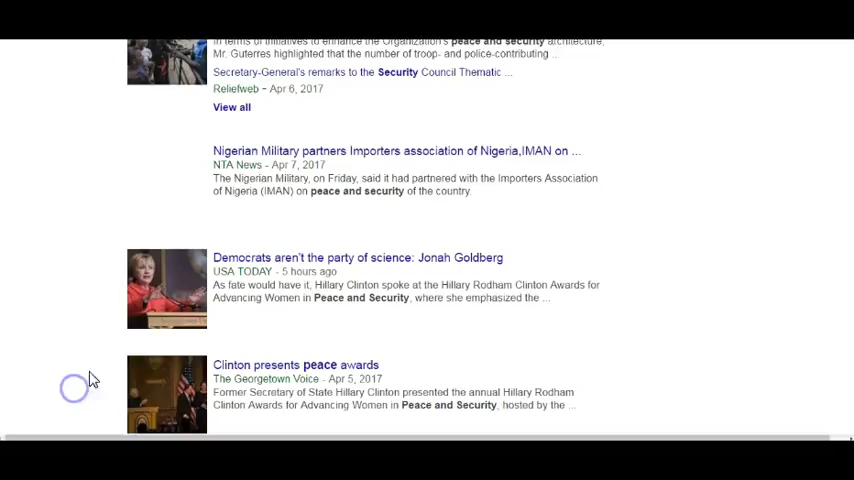 In terms of initiatives to enhance the Organization's peace and security architecture,
Mr. Guterres highlighted that the number of troop- and police-contributing ...
Secretary-General's remarks to the Security Council Thematic ...
Reliefweb - Apr 6, 2017
View all
Nigerian Military partners Importers association of Nigeria,IMAN on ...
NTA News - Apr 7, 2017
The Nigerian Military, on Friday, said it had partnered with the Importers Association
of Nigeria (IMAN) on peace and security of the country.
Democrats aren't the party of science: Jonah Goldberg
USA TODAY - 5 hours ago
As fate would have it, Hillary Clinton spoke at the Hillary Rodham Clinton Awards for
Advancing Women in Peace and Security, where she emphasized the ...
Clinton presents peace awards
The Georgetown Voice - Apr 5, 2017
Former Secretary of State Hillary Clinton presented the annual Hillary Rodham
Clinton Awards for Advancing Women in Peace and Security, hosted by the ...